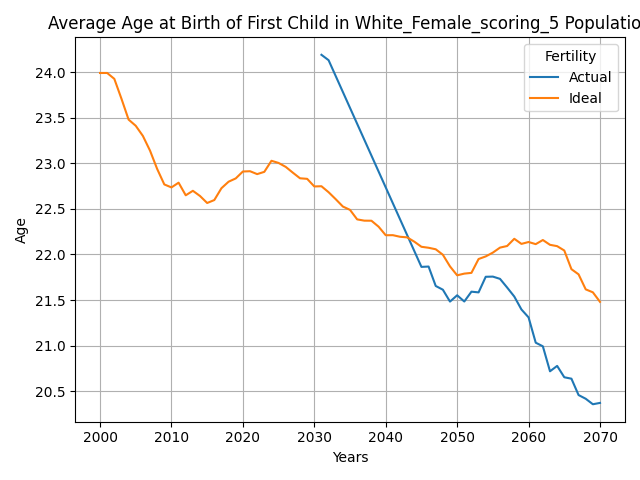 Average Age at Birth of First Child in White_Female_scoring_5 Populatio
Fertility
Actual
Ideal
24.0
23.5
23.0
22.5
22.0
21.5
21.0
20.5
Age
2000 2010 2020 2030 2040 2050 2060 2070
Years